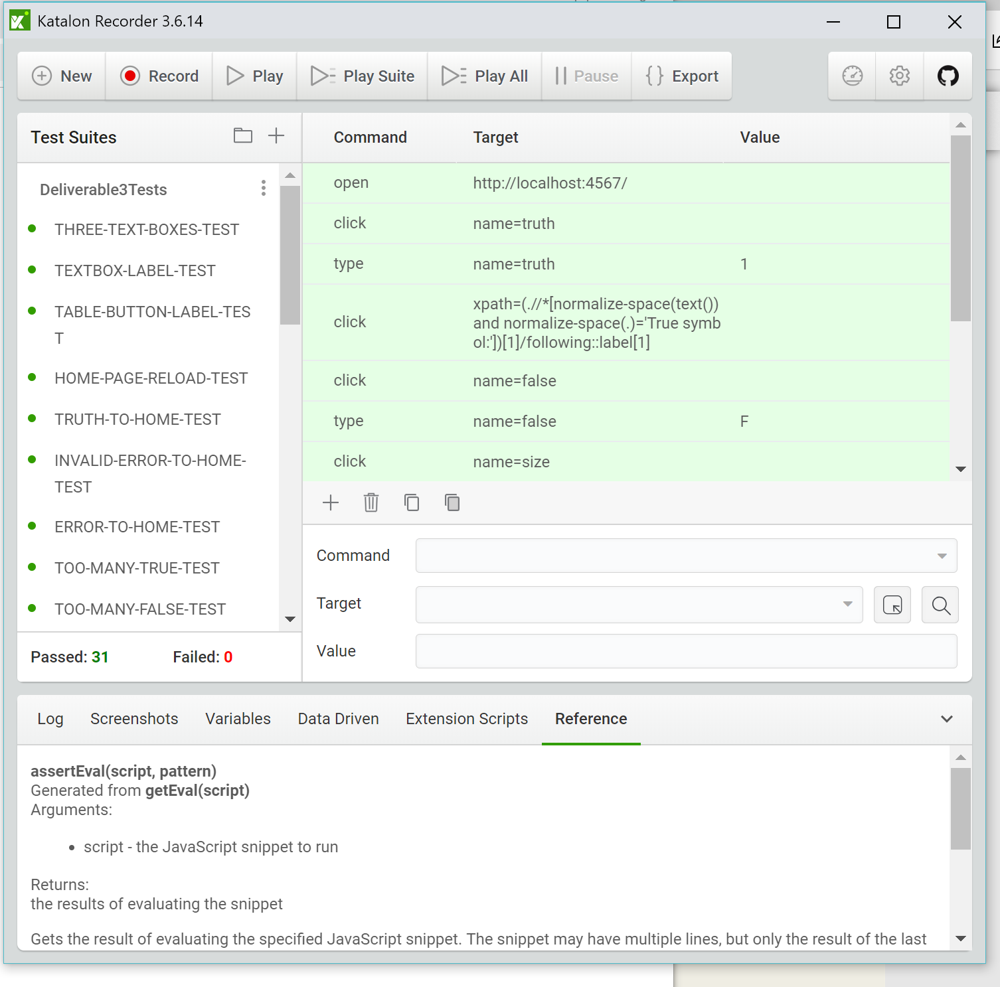 Katalon Recorder 3.6.14
New Record Play Play Suite Play All Pause Export
Test Suites
Command Target Value
Deliverable3Tests
THREE-TEXT-BOXES-TEST
TEXTBOX-LABEL-TEST
TABLE-BUTTON-LABEL-TES
T
HOME-PAGE-RELOAD-TEST
TRUTH-TO-HOME-TEST
INVALID-ERROR-TO-HOME-
TEST
ERROR-TO-HOME-TEST
TOO-MANY-TRUE-TEST
TOO-MANY-FALSE-TEST
Passed: 31 Failed: 0
open http://localhost:4567/
click name=truth
type name=truth 1
click xpath=(.//*[normalize-space(text())
and normalize-space(.)='True symb
ol:'])[1]/following::label[1]
click name=false
type name=false F
click name=size
Command
Target
Value
Log Screenshots Variables Data Driven Extension Scripts Reference
assertEval(script, pattern)
Generated from getEval(script)
Arguments:
• script - the JavaScript snippet to run
Returns:
the results of evaluating the snippet
Gets the result of evaluating the specified JavaScript snippet. The snippet may have multiple lines, but only the result of the last